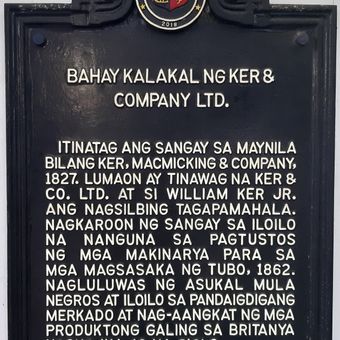 2018
BAHAY KALAKAL NG KER &
COMPANY LTD.
ITINATAG ANG SANGAY SA MAYNILA
BILANG KER, MACMICKING & COMPANY,
1827. LUMAON AY TINAWAG NA KER &
CO. LTD. AT SI WILLIAM KER JR.
ANG NAGSILBING TAGAPAMAHALA.
NAGKAROON NG SANGAY SA ILOILO
NA NANGUNA SA PAGTUSTOS
NG MGA MAKINARYA PARA SA
MGA MAGSASAKA NG TUBO, 1862.
NAGLULUWAS NG ASUKAL MULA
NEGROS AT ILOILO SA PANDAIGDIGANG
MERKADO AT NAG-AANGKAT NG MGA
PRODUKTONG GALING SA BRITANYA